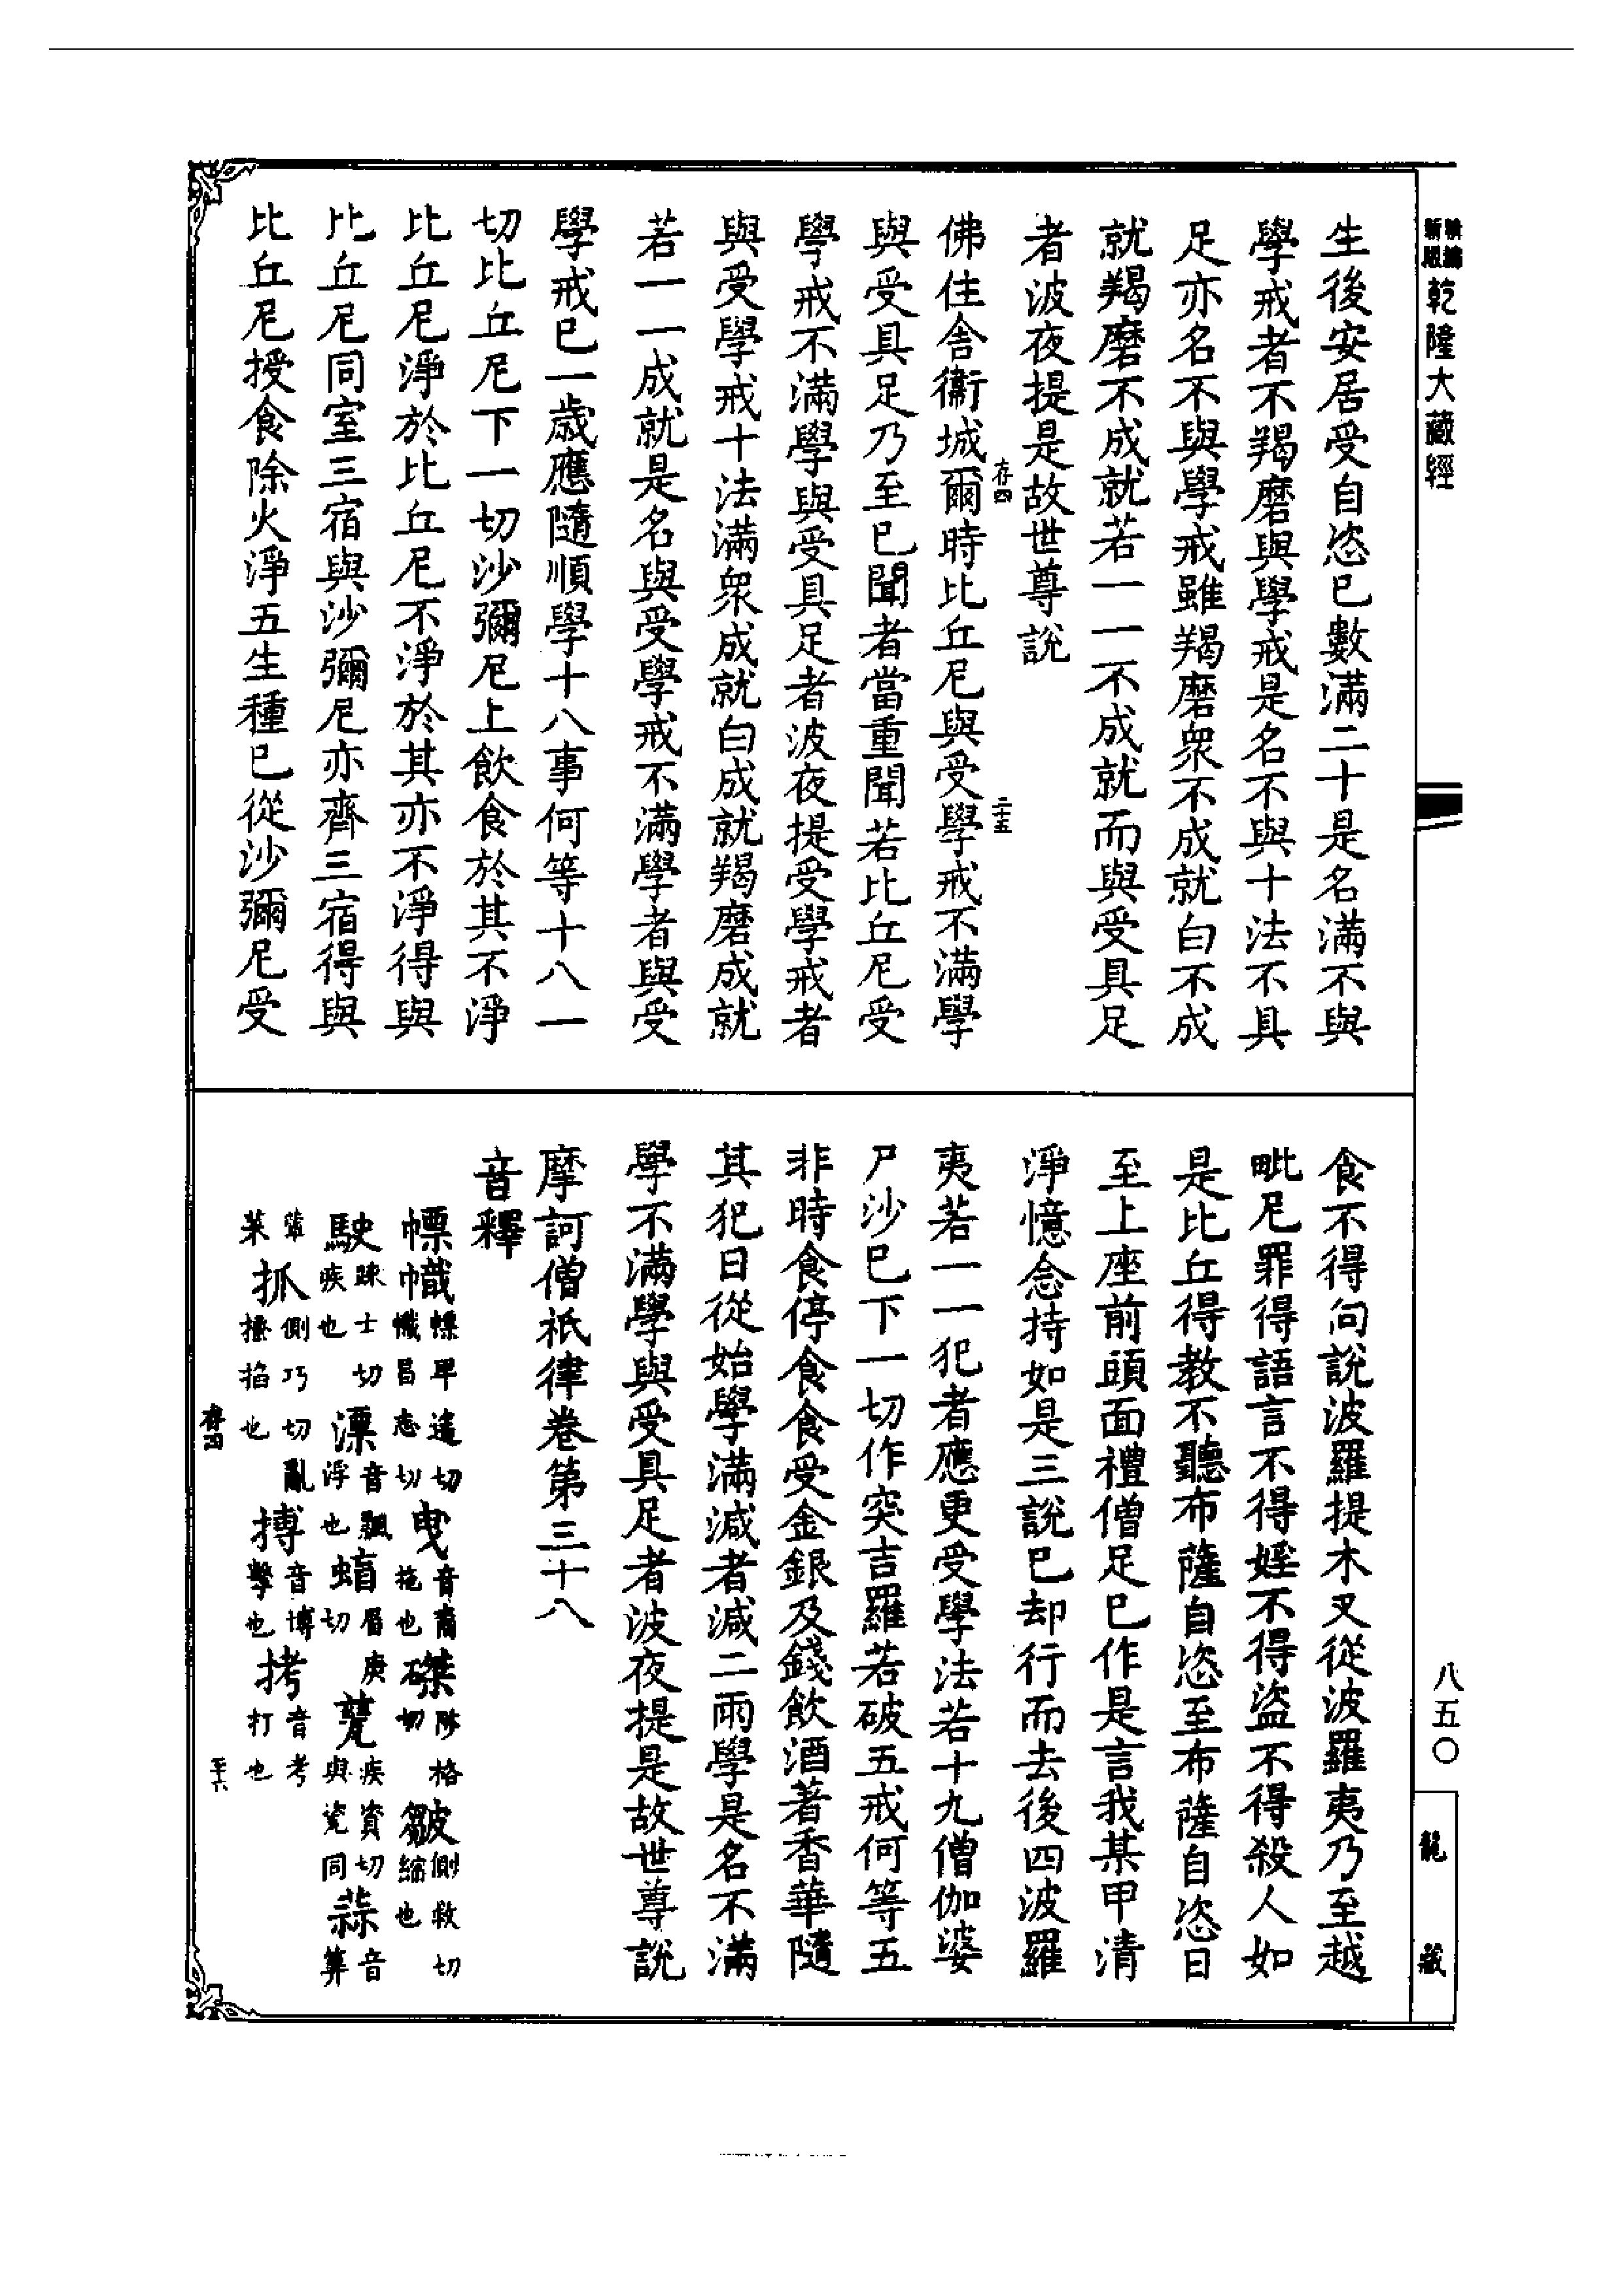 乾隆大藏經
生後安居受自恣已數滿二十是名滿不與
學戒者不羯磨與學戒是名不與十法不具
足亦名不與學戒雖羯磨衆不成就白不成
就羯磨不成就若一一不成就而與受具足
者波夜提是故世尊說
佛住舍衞城爾時比丘尼與受學戒不滿學
存四
二十五
與受具足乃至已聞者當重聞若比丘尼受
學戒不滿學與受具足者波夜提受學戒者
與受學戒十法滿衆成就白成就羯磨成就
若一一成就是名與受學戒不滿學者與受
學戒已一歲應隨順學十八事何等十八一
切比丘尼下一切沙彌尼上飲食於其不淨
比丘尼淨於比丘尼不淨於其亦不淨得與
比丘尼同室三宿與沙彌尼亦齊三宿得與
比丘尼授食除火淨五生種已從沙彌尼受
食不得向說波羅提木叉從波羅夷乃至越
毗尼罪得語言不得婬不得盜不得殺人如
是比丘得教不聽布薩自恣至布薩自恣日
至上座前頭面禮僧足已作是言我某甲清
淨憶念持如是三說已却行而去後四波羅
夷若一一犯者應更受學法若十九僧伽婆
尸沙已下一切作突吉羅若破五戒何等五
非時食停食食受金銀及錢飲酒著香華隨
其犯日從始學滿減者減二雨學是名不滿
學不滿學與受具足者波夜提是故世尊說
摩訶僧祇律卷第三十八
音釋
幖幟幖卑遙切幟昌志切 曳音裔拖也 磔陟格切 皺側救切縮也
駛疎士切疾也 漂音飄浮也 蝫眉庚切 甍疾資切與瓷同 蒜音筭
葷菜 抓側巧切亂搔掐也 搏音博擊也 拷音考打也
存四
八五〇
龍藏